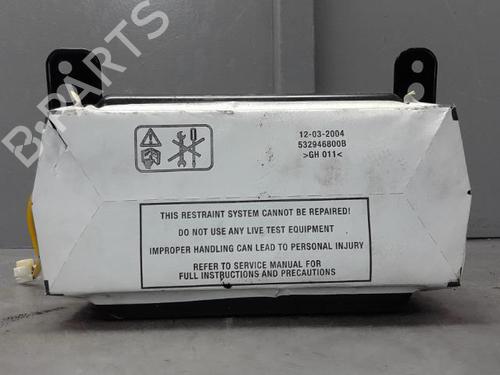 B-PARTS
12-03-2004
532946800B
>GH 011<
THIS RESTRAINT SYSTEM CANNOT BE REPAIRED!
DO NOT USE ANY LIVE TEST EQUIPMENT
IMPROPER HANDLING CAN LEAD TO PERSONAL INJURY
REFER TO SERVICE MANUAL FOR
FULL INSTRUCTIONS AND PRECAUTIONS